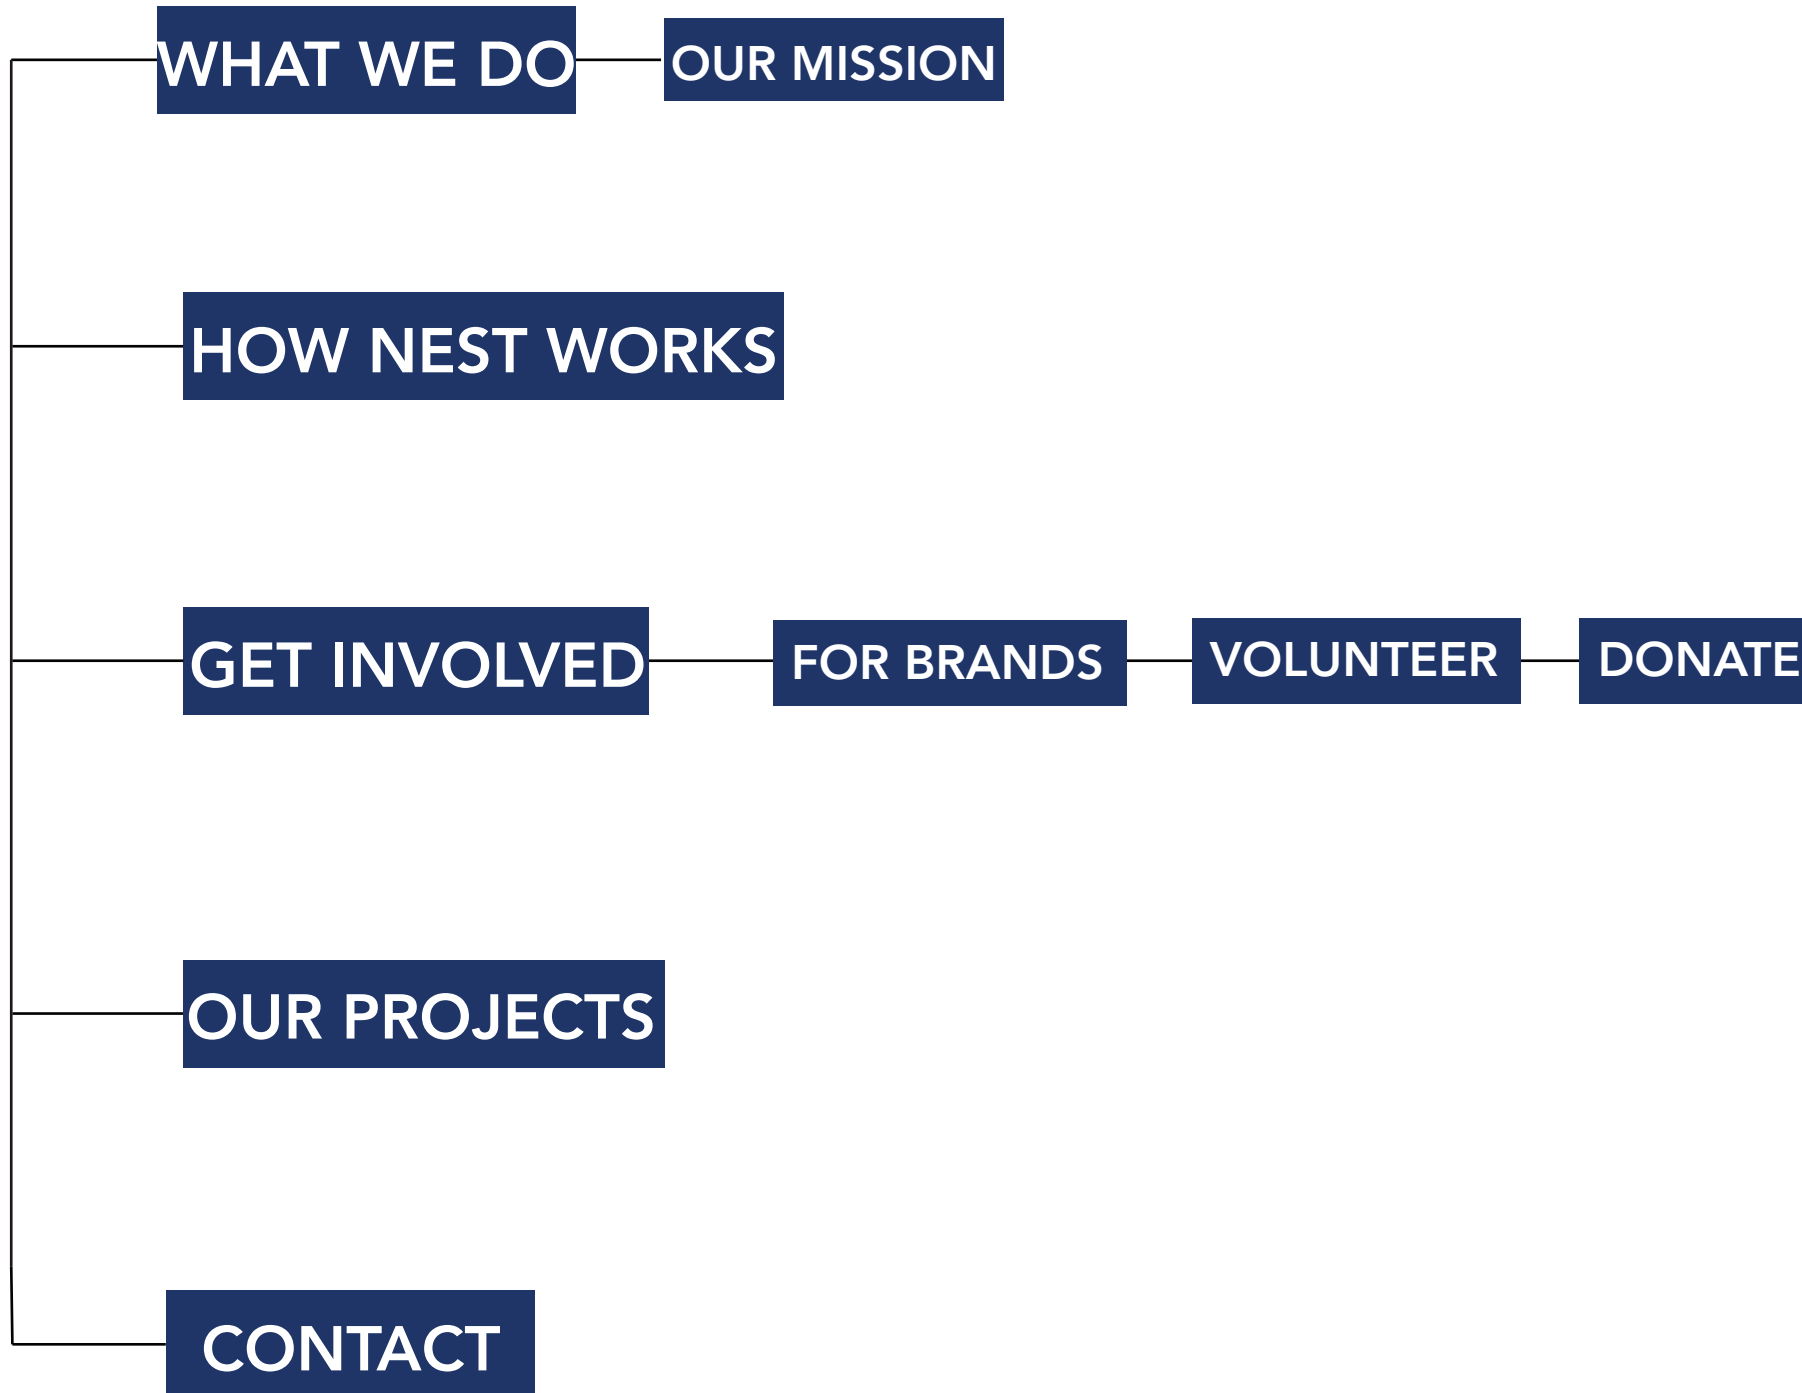 WHAT WE DO
OUR MISSION
HOW NEST WORKS
GET INVOLVED
FOR BRANDS
VOLUNTEER
DONATE
OUR PROJECTS
CONTACT